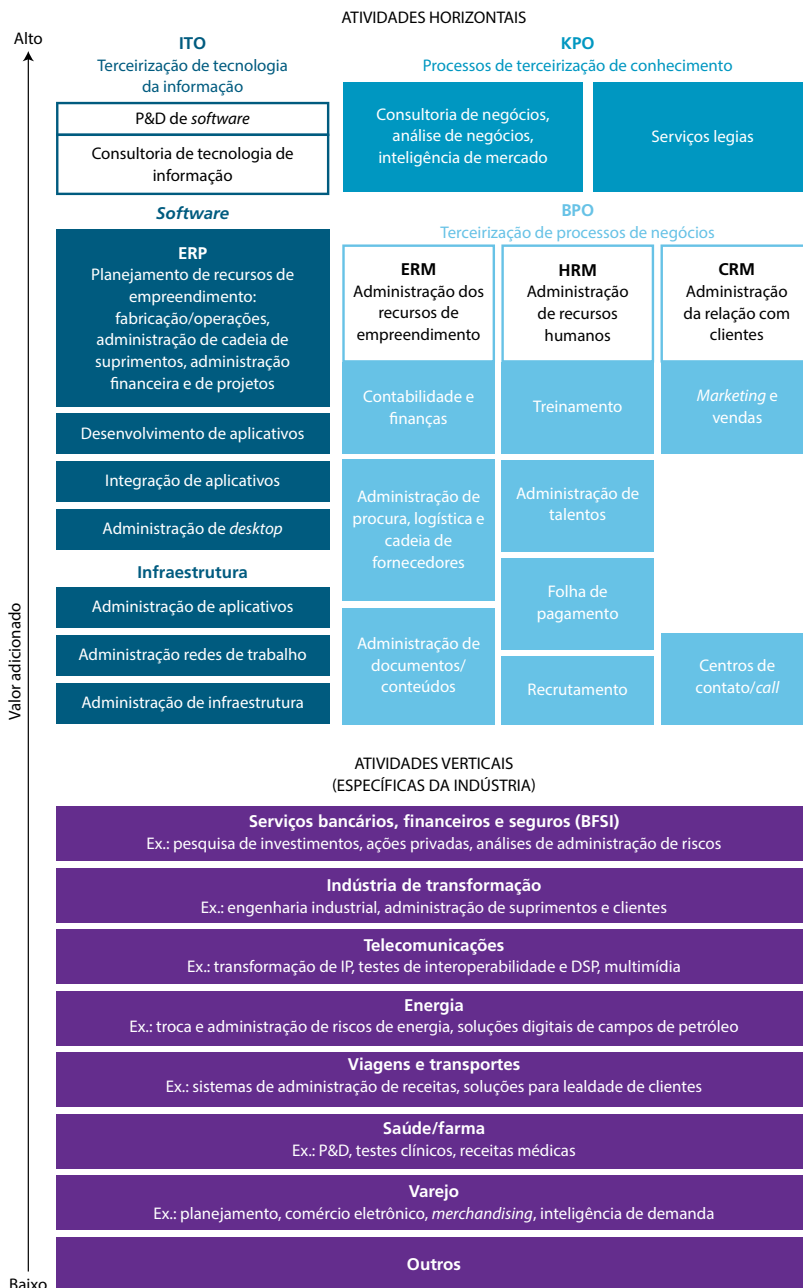 ATIVIDADES HORIZONTAIS
Alto
ITO
Terceirização de tecnologia
da informação
P&D de software
Consultoria de tecnologia de
informação
KPO
Processos de terceirização de conhecimento
Consultoria de negócios,
análise de negócios,
inteligência de mercado
Serviços legias
Software
ERP
Planejamento de recursos de
empreendimento:
fabricação/operações,
administração de cadeia de
suprimentos, administração
financeira e de projetos
Desenvolvimento de aplicativos
Integração de aplicativos
Administração de desktop
Infraestrutura
Administração de aplicativos
Administração redes de trabalho
Administração de infraestrutura
BPO
Terceirização de processos de negócios
ERM
Administração dos
recursos de
empreendimento
Contabilidade e
finanças
Administração de
procura, logística e
cadeia de
fornecedores
Administração de
documentos/
conteúdos
HRM
Administração
de recursos
humanos
Treinamento
Administração de
talentos
Folha de
pagamento
Recrutamento
CRM
Administração
da relação com
clientes
Marketing e
vendas
Centros de
contato/call
Valor adicionado
ATIVIDADES VERTICAIS
(ESPECÍFICAS DA INDÚSTRIA)
Serviços bancários, financeiros e seguros (BFSI)
Ex.: pesquisa de investimentos, ações privadas, análises de administração de riscos
Indústria de transformação
Ex.: engenharia industrial, administração de suprimentos e clientes
Telecomunicações
Ex.: transformação de IP, testes de interoperabilidade e DSP, multimídia
Energia
Ex.: troca e administração de riscos de energia, soluções digitais de campos de petróleo
Viagens e transportes
Ex.: sistemas de administração de receitas, soluções para lealdade de clientes
Saúde/farma
Ex.: P&D, testes clínicos, receitas médicas
Varejo
Ex.: planejamento, comércio eletrônico, merchandising, inteligência de demanda
Outros
Baixo